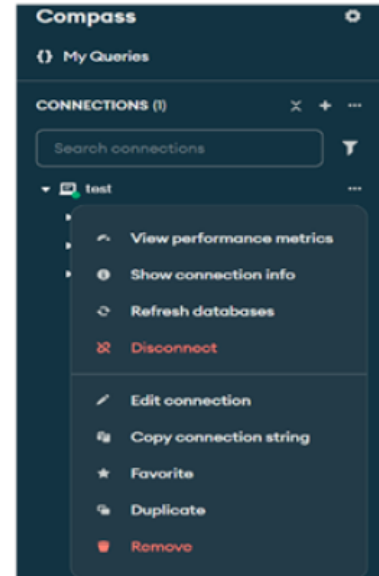 Compass
{} My Queries
CONNECTIONS (1)
Search connections
test
View performance metrics
Show connection info
Refresh databases
Disconnect
Edit connection
Copy connection string
Favorite
Duplicate
Remove